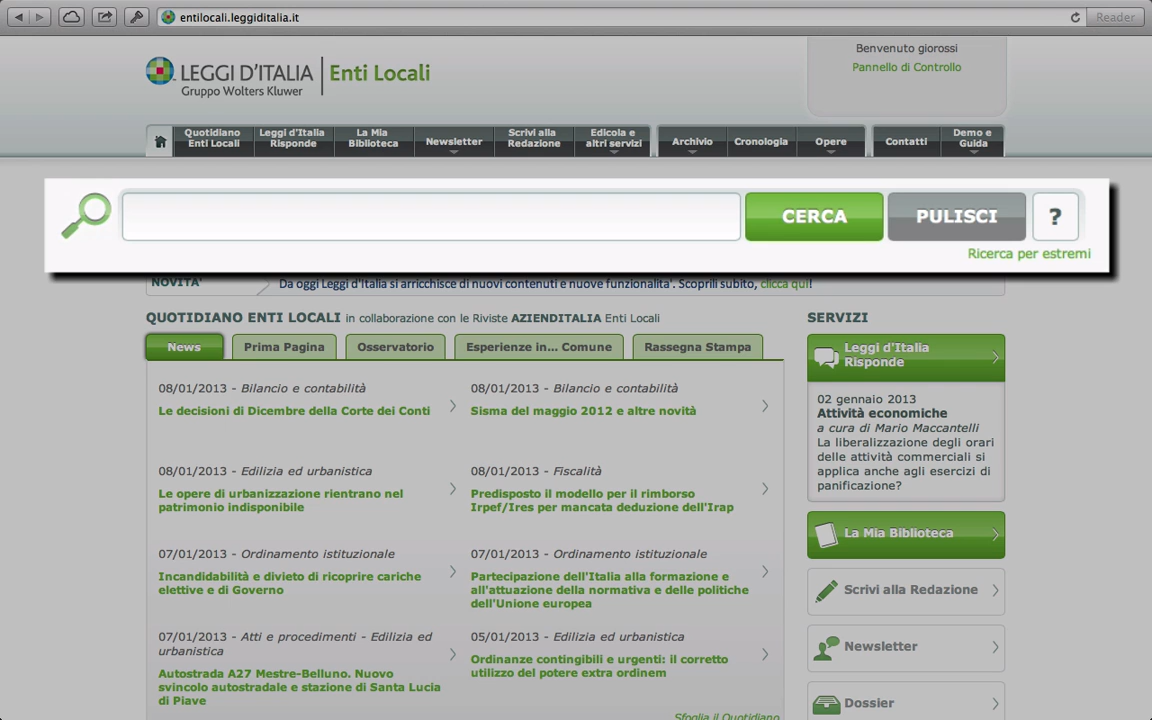 entilocali.leggiditalia.it
Reader
Benvenuto giorossi
Pannello di Controllo
LEGGI D'ITALIA Enti Locali
Gruppo Wolters Kluwer
Quotidiano Enti Locali
Leggi d'Italia Risponde
La Mia Biblioteca
Newsletter
Scrivi alla Redazione
Edicola e altri servizi
Archivio
Cronologia
Opere
Contatti
Demo e Guida
CERCA
PULISCI
?
Ricerca per estremi
NOVITA'
Da oggi Leggi d'Italia si arricchisce di nuovi contenuti e nuove funzionalita'. Scoprili subito, clicca qui!
QUOTIDIANO ENTI LOCALI in collaborazione con le Riviste AZIENDITALIA Enti Locali
News
Prima Pagina
Osservatorio
Esperienze in... Comune
Rassegna Stampa
08/01/2013 - Bilancio e contabilità
Le decisioni di Dicembre della Corte dei Conti
08/01/2013 - Bilancio e contabilità
Sisma del maggio 2012 e altre novità
08/01/2013 - Edilizia ed urbanistica
Le opere di urbanizzazione rientrano nel
patrimonio indisponibile
08/01/2013 - Fiscalità
Predisposto il modello per il rimborso
Irpef/Ires per mancata deduzione dell'Irap
07/01/2013 - Ordinamento istituzionale
Incandidabilità e divieto di ricoprire cariche
elettive e di Governo
07/01/2013 - Ordinamento istituzionale
Partecipazione dell'Italia alla formazione e
all'attuazione della normativa e delle politiche
dell'Unione europea
07/01/2013 - Atti e procedimenti - Edilizia ed
urbanistica
Autostrada A27 Mestre-Belluno. Nuovo
svincolo autostradale e stazione di Santa Lucia
di Piave
05/01/2013 - Edilizia ed urbanistica
Ordinanze contingibili e urgenti: il corretto
utilizzo del potere extra ordinem
Sfoglia il Quotidiano
SERVIZI
Leggi d'Italia
Risponde
02 gennaio 2013
Attività economiche
a cura di Mario Maccantelli
La liberalizzazione degli orari
delle attività commerciali si
applica anche agli esercizi di
panificazione?
La Mia Biblioteca
Scrivi alla Redazione
Newsletter
Dossier